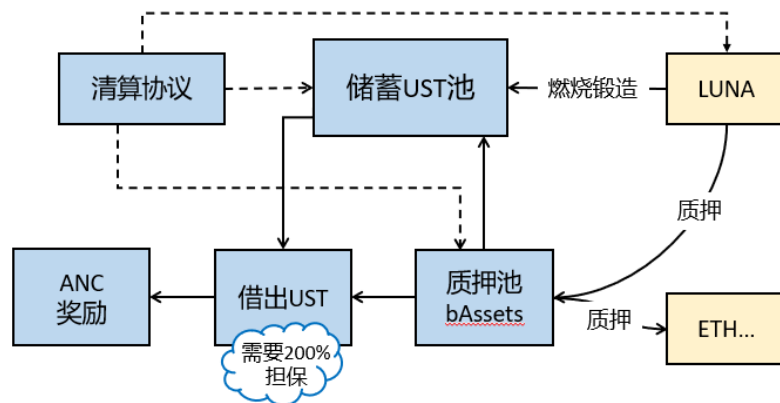 清算协议
储蓄UST池
燃烧锻造
LUNA
质押
ANC
奖励
借出UST
质押池
bAssets
质押
ETH...
需要200%
担保